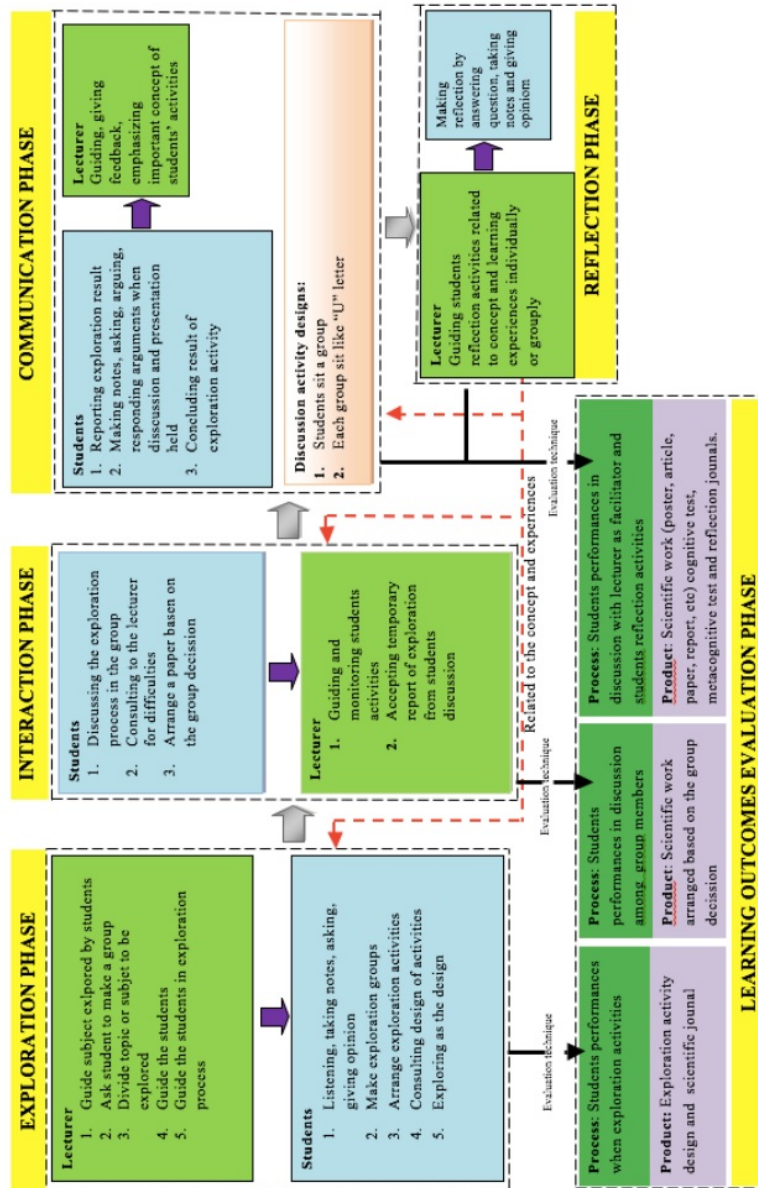 EXPLORATION PHASE
Lecturer
1. Guide subject exlpored by students
2. Ask student to make a group
3. Divide topic or subjet to be
explored
4. Guide the students
5. Guide the students in exploration
process
Students
1. Listening, taking notes, asking,
giving opinion
2. Make exploration groups
3. Arrange exploration activities
4. Consulting design of activities
5. Exploring as the design
INTERACTION PHASE
Students
1. Discussing the exploration
process in the group
2. Consulting to the lecturer
for difficulties
3. Arrange a paper based on
the group decission
Lecturer
1. Guiding and
monitoring students
activities
2. Accepting temporary
report of exploration
from students
discussion
COMMUNICATION PHASE
Students
1. Reporting exploration result
2. Making notes, asking, arguing,
responding arguments when
disscussion and presentation
held
3. Concluding result of
exploration activity
Lecturer
Guiding, giving
feedback,
emphasizing
important concept of
students' activities
Discussion activity designs:
1. Students sit a group
2. Each group sit like "U" letter
REFLECTION PHASE
Lecturer
Guiding students
reflection activities related
to concept and learning
experiences individually
or grouply
Making
reflection by
answering
question, taking
notes and giving
opiniom
Related to the concept and experiences
Evaluation technique
Evaluation technique
Evaluation technique
Process: Students performances
when exploration activities
Product: Exploration activity
design and scientific jounal
Process: Students
performances in discussion
among group members
Product: Scientific work
arranged based on the group
decission
Process: Students performances in
discussion with lecturer as facilitator and
students reflection activities
Product: Scientific work (poster, article,
paper, report, etc) cognitive test,
metacognitive test and reflection jounals.
LEARNING OUTCOMES EVALUATION PHASE